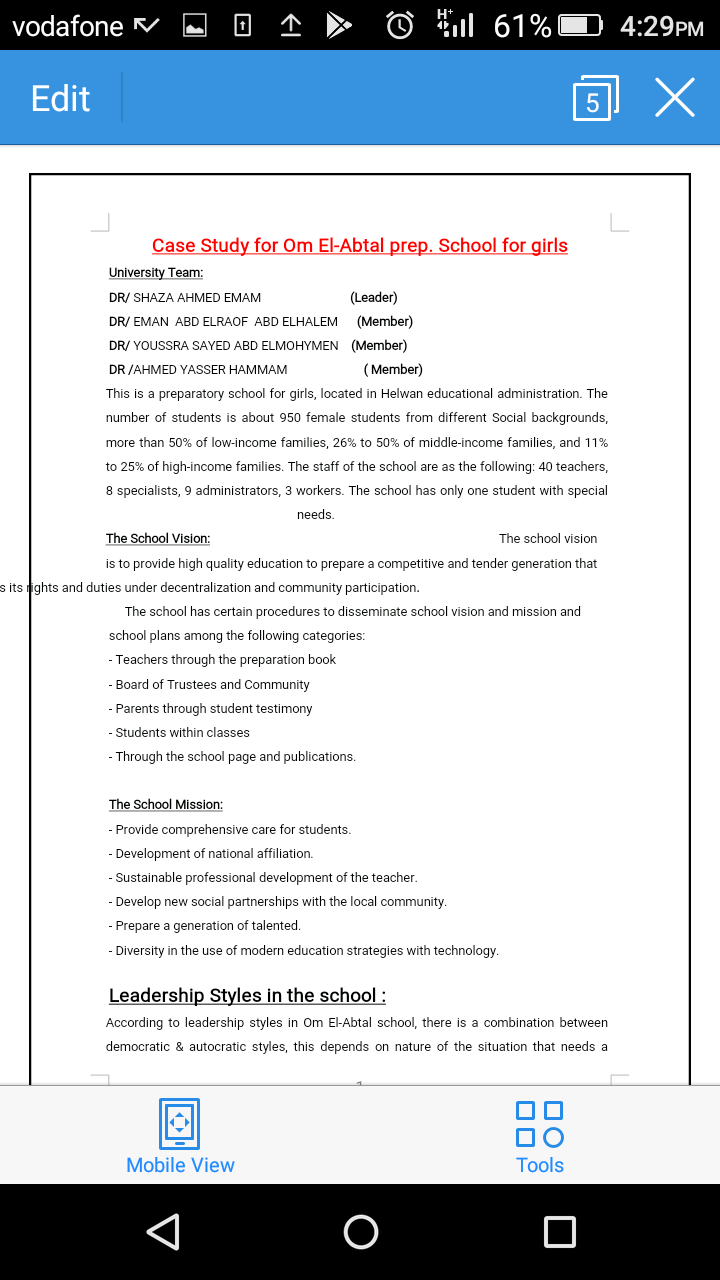 vodafone H+ 61% 4:29PM
Edit 5
Case Study for Om El-Abtal prep. School for girls
University Team:
DR/ SHAZA AHMED EMAM (Leader)
DR/ EMAN ABD ELRAOF ABD ELHALEM (Member)
DR/ YOUSSRA SAYED ABD ELMOHYMEN (Member)
DR /AHMED YASSER HAMMAM ( Member)
This is a preparatory school for girls, located in Helwan educational administration. The
number of students is about 950 female students from different Social backgrounds,
more than 50% of low-income families, 26% to 50% of middle-income families, and 11%
to 25% of high-income families. The staff of the school are as the following: 40 teachers,
8 specialists, 9 administrators, 3 workers. The school has only one student with special
needs.
The School Vision: The school vision
is to provide high quality education to prepare a competitive and tender generation that
s its rights and duties under decentralization and community participation.
The school has certain procedures to disseminate school vision and mission and
school plans among the following categories:
- Teachers through the preparation book
- Board of Trustees and Community
- Parents through student testimony
- Students within classes
- Through the school page and publications.
The School Mission:
- Provide comprehensive care for students.
- Development of national affiliation.
- Sustainable professional development of the teacher.
- Develop new social partnerships with the local community.
- Prepare a generation of talented.
- Diversity in the use of modern education strategies with technology.
Leadership Styles in the school :
According to leadership styles in Om El-Abtal school, there is a combination between
democratic & autocratic styles, this depends on nature of the situation that needs a
Mobile View Tools